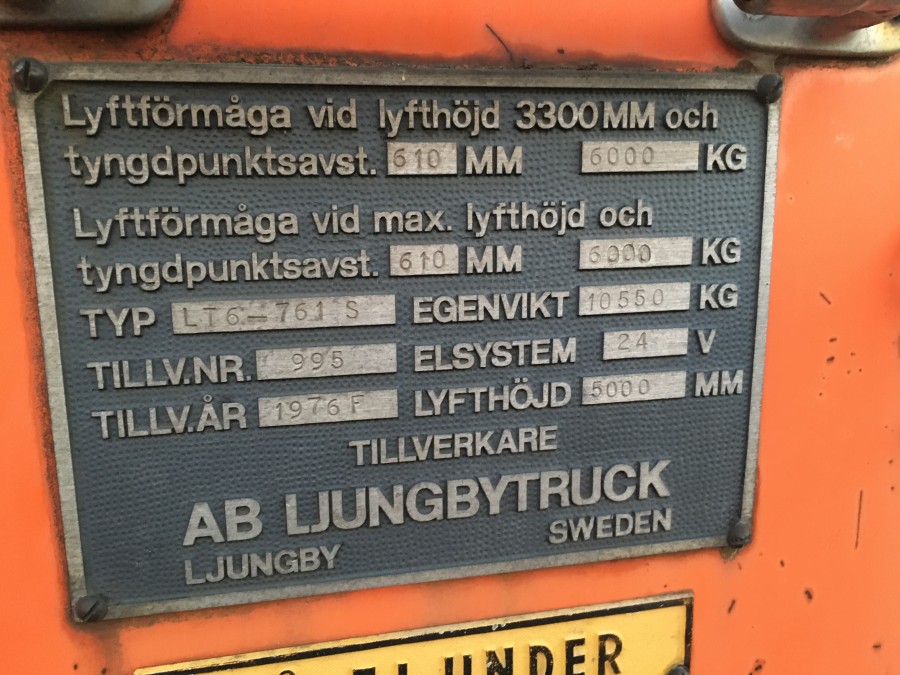 Lyftförmåga vid lyfthöjd 3300 MM och
tyngdpunktsavst. 610 MM 6000 KG
Lyftförmåga vid max. lyfthöjd och
tyngdpunktsavst. 610 MM 6000 KG
TYP LT6-761 S EGENVIKT 10550 KG
TILLV.NR. 995 ELSYSTEM 24 V
TILLV.ÅR 1976 F LYFTHÖJD 5000 MM
TILLVERKARE
AB LJUNGBYTRUCK
LJUNGBY SWEDEN
UNDER